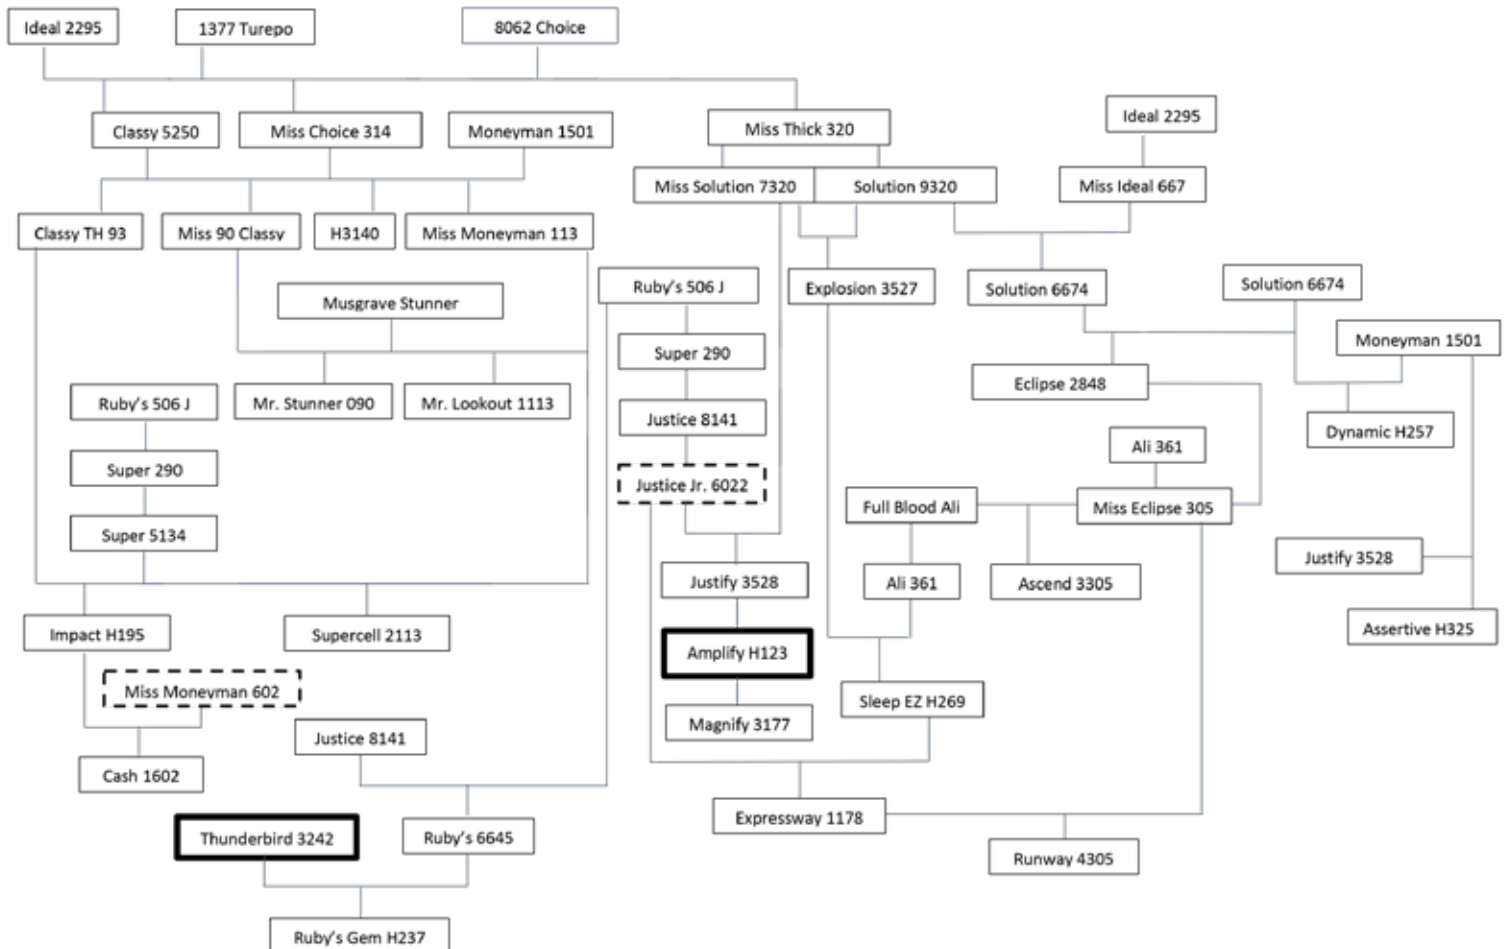 Ideal 2295
1377 Turepo
8062 Choice
Classy 5250
Miss Choice 314
Moneyman 1501
Miss Thick 320
Ideal 2295
Miss Solution 7320
Solution 9320
Miss Ideal 667
Classy TH 93
Miss 90 Classy
H3140
Miss Moneyman 113
Ruby's 506 J
Explosion 3527
Solution 6674
Solution 6674
Musgrave Stunner
Super 290
Moneyman 1501
Eclipse 2848
Ruby's 506 J
Mr. Stunner 090
Mr. Lookout 1113
Justice 8141
Dynamic H257
Ali 361
Super 290
Justice Jr. 6022
Full Blood Ali
Miss Eclipse 305
Super 5134
Justify 3528
Justify 3528
Ali 361
Ascend 3305
Impact H195
Supercell 2113
Amplify H123
Assertive H325
Miss Moneyman 602
Sleep EZ H269
Magnify 3177
Justice 8141
Cash 1602
Expressway 1178
Thunderbird 3242
Ruby's 6645
Runway 4305
Ruby's Gem H237